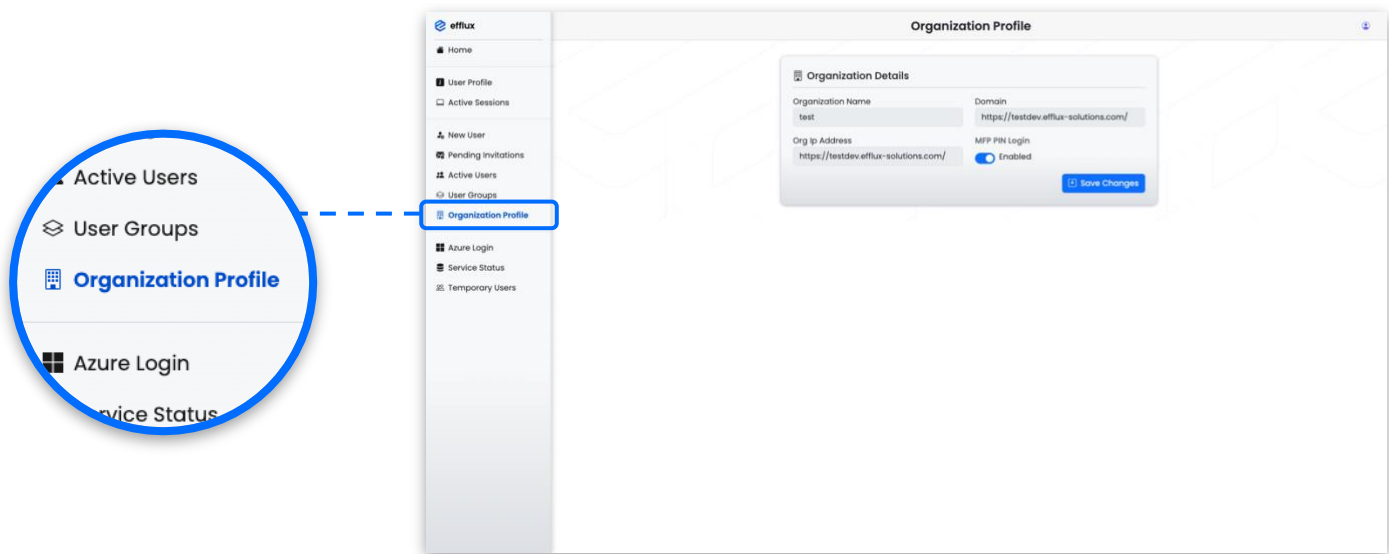 Active Users
User Groups
Organization Profile
Azure Login
rvice Status
efflux
Home
User Profile
Active Sessions
New User
Pending Invitations
Active Users
User Groups
Organization Profile
Azure Login
Service Status
Temporary Users
Organization Profile
Organization Details
Organization Name
Domain
test
https://testdev.efflux-solutions.com/
Org Ip Address
MFP PIN Login
https://testdev.efflux-solutions.com/
Enabled
Save Changes